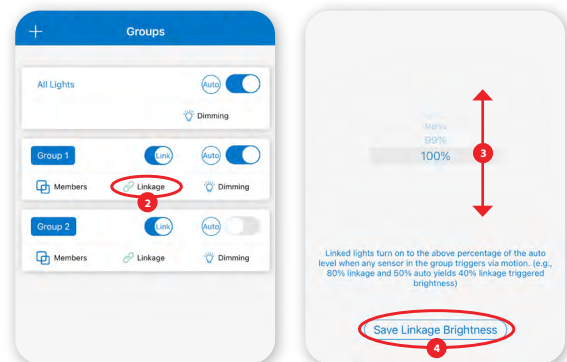 + Groups
All Lights Auto
Dimming
Group 1 Link Auto
Members Linkage Dimming
2
Group 2 Link Auto
Members Linkage Dimming
99%
100%
3
Linked lights turn on to the above percentage of the auto
level when any sensor in the group triggers via motion. (e.g.,
80% linkage and 50% auto yields 40% linkage triggered
brightness)
Save Linkage Brightness
4